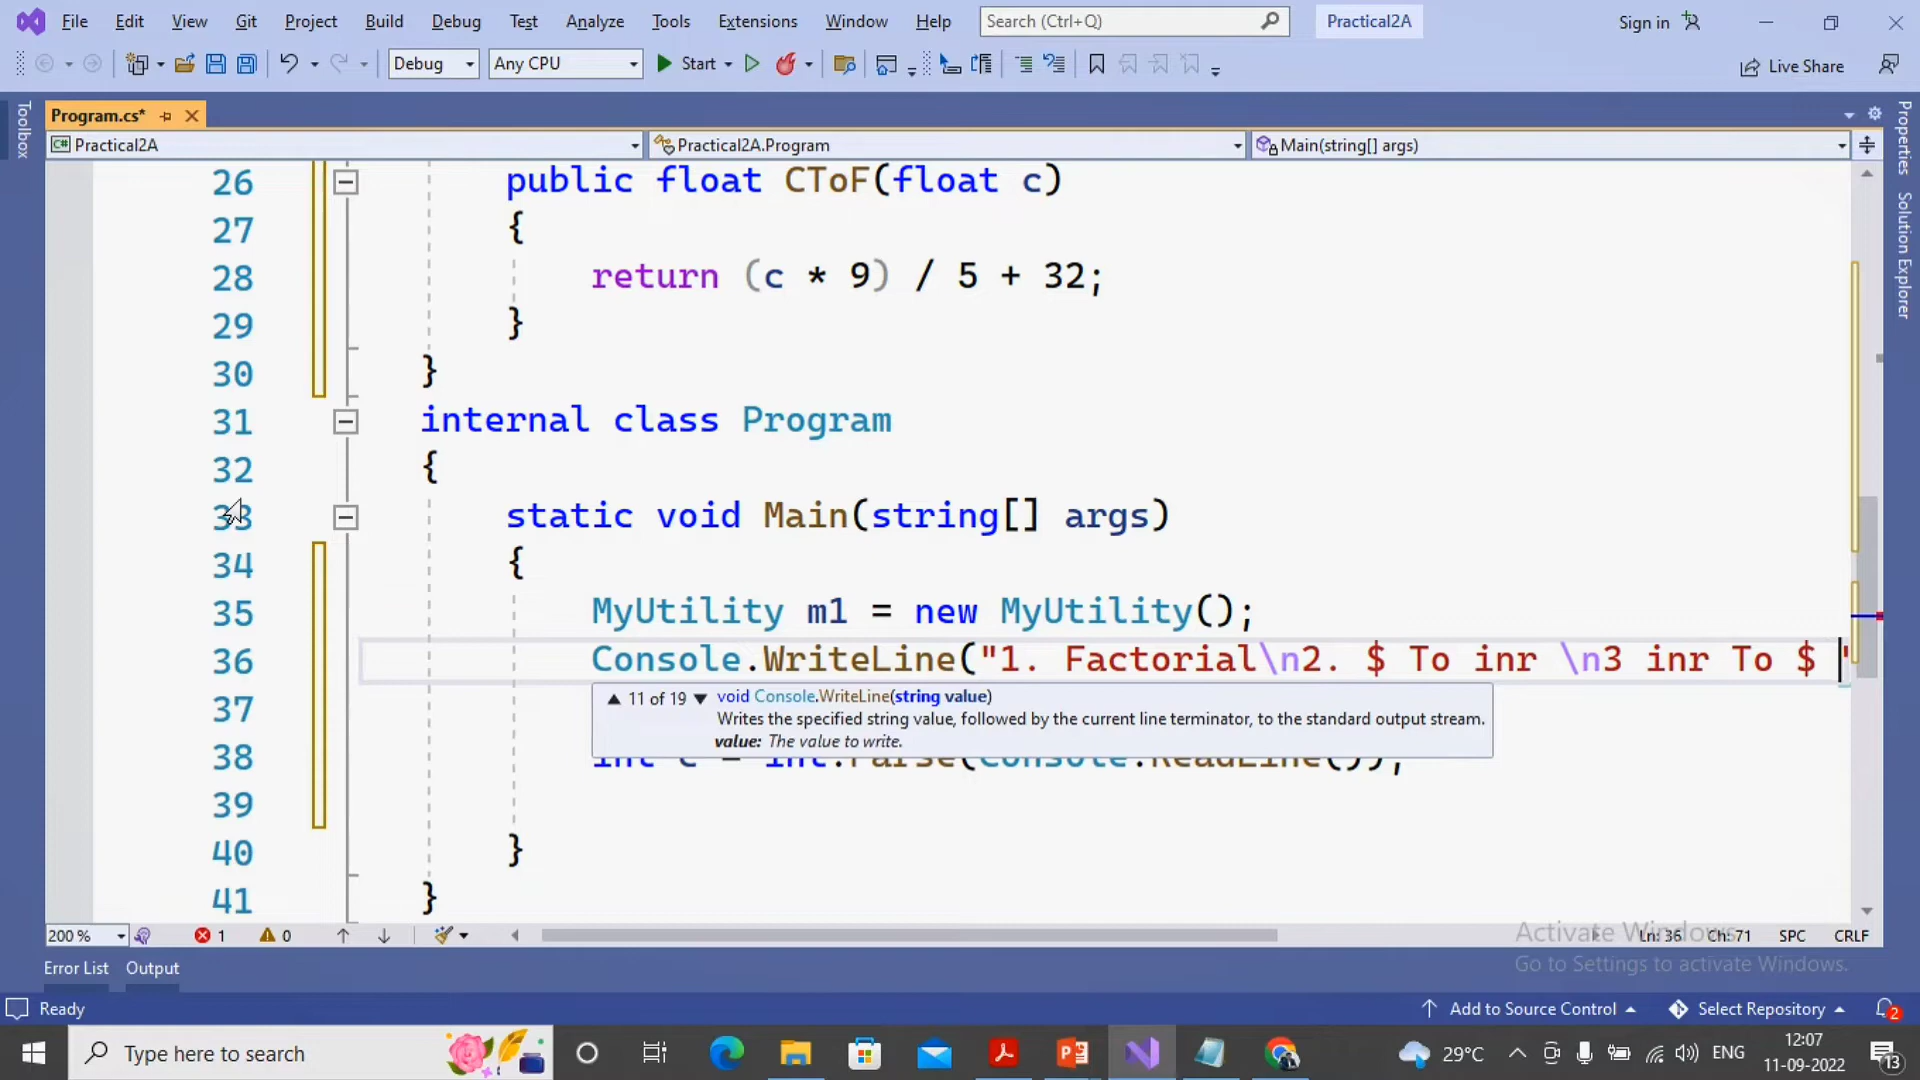 File Edit View Git Project Build Debug Test Analyze Tools Extensions Window Help Search (Ctrl+Q) Practical2A Sign in
Debug Any CPU Start Live Share
Toolbox
Program.cs*
Practical2A Practical2A.Program Main(string[] args)
Properties
Solution Explorer
26 public float CToF(float c)
27 {
28 return (c * 9) / 5 + 32;
29 }
30 }
31 internal class Program
32 {
33 static void Main(string[] args)
34 {
35 MyUtility m1 = new MyUtility();
36 Console.WriteLine("1. Factorial\n2. $ To inr \n3 inr To $ "
11 of 19 void Console.WriteLine(string value)
37 Writes the specified string value, followed by the current line terminator, to the standard output stream.
value: The value to write.
38 int c = int.Parse(Console.ReadLine());
39
40 }
41 }
200 % 1 0 Ln: 36 Ch: 71 SPC CRLF
Activate Windows
Go to Settings to activate Windows.
Error List Output
Ready Add to Source Control Select Repository 2
Type here to search 29°C ENG 12:07
11-09-2022 13